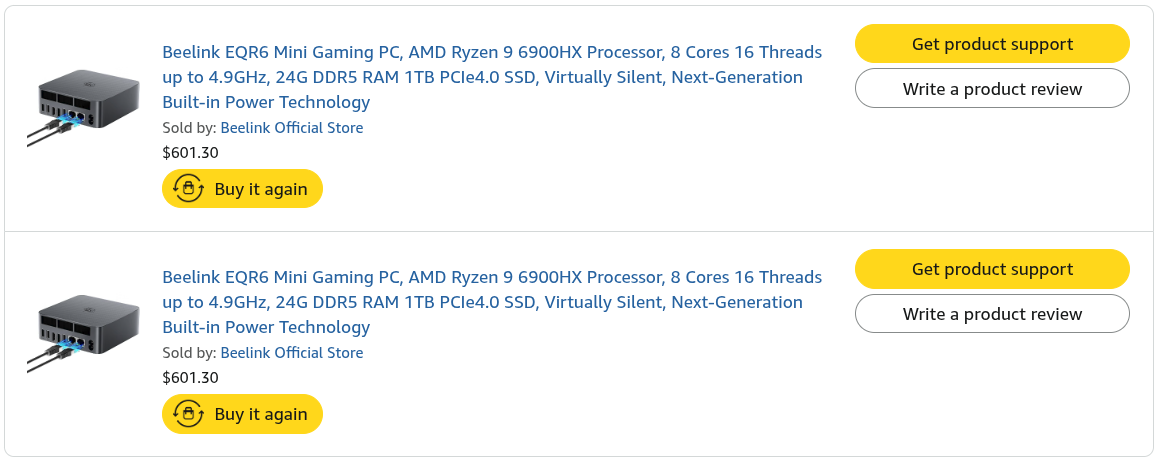 Beelink EQR6 Mini Gaming PC, AMD Ryzen 9 6900HX Processor, 8 Cores 16 Threads
up to 4.9GHz, 24G DDR5 RAM 1TB PCIe4.0 SSD, Virtually Silent, Next-Generation
Built-in Power Technology
Sold by: Beelink Official Store
$601.30
Buy it again
Get product support
Write a product review
Beelink EQR6 Mini Gaming PC, AMD Ryzen 9 6900HX Processor, 8 Cores 16 Threads
up to 4.9GHz, 24G DDR5 RAM 1TB PCIe4.0 SSD, Virtually Silent, Next-Generation
Built-in Power Technology
Sold by: Beelink Official Store
$601.30
Buy it again
Get product support
Write a product review